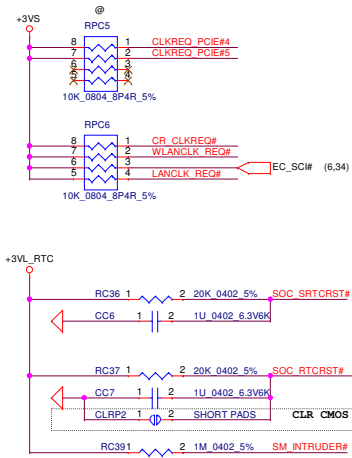 @
+3VS
RPC5
8 1 CLKREQ_PCIE#4
7 2 CLKREQ_PCIE#5
6 3
5 4
10K_0804_8P4R_5%
RPC6
8 1 CR_CLKREQ#
7 2 WLANCLK_REQ#
6 3 EC_SCI# (6,34)
5 4 LANCLK_REQ#
10K_0804_8P4R_5%
+3VL_RTC
RC36 1 2 20K_0402_5% SOC_SRTCRST#
CC6 1 2 1U_0402_6.3V6K
RC37 1 2 20K_0402_5% SOC_RTCRST#
CC7 1 2 1U_0402_6.3V6K
CLRP2 1 2 SHORT PADS CLR CMOS
RC391 2 1M_0402_5% SM_INTRUDER#